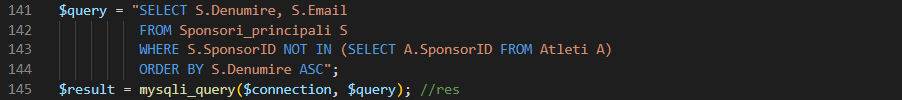 141 $query = "SELECT S.Denumire, S.Email
142 FROM Sponsori_principali S
143 WHERE S.SponsorID NOT IN (SELECT A.SponsorID FROM Atleti A)
144 ORDER BY S.Denumire ASC";
145 $result = mysqli_query($connection, $query); //res